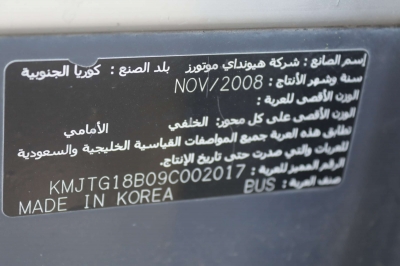 إسم الصانع : شركة هيونداي موتورز بلد الصنع : كوريا الجنوبية
سنة وشهر الأنتاج : NOV/2008
الوزن الأقصى للعربة :
الوزن الأقصى على كل محور: الخلفي الأمامي
تطابق هذه العربة جميع المواصفات القياسية الخليجية والسعودية
للعربات والتي صدرت حتى تاريخ الإنتاج.
الرقم المميز للعربة : KMJTG18B09C002017
صنف العربة : BUS
MADE IN KOREA